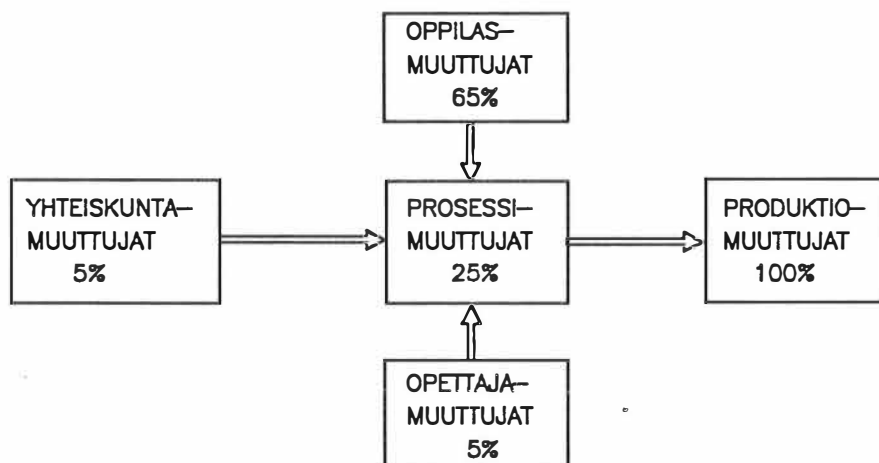 OPPILAS—
MUUTTUJAT
65%
YHTEISKUNTA—
MUUTTUJAT
5%
PROSESSI—
MUUTTUJAT
25%
PRODUKTIO—
MUUTTUJAT
100%
OPETTAJA—
MUUTTUJAT
5%